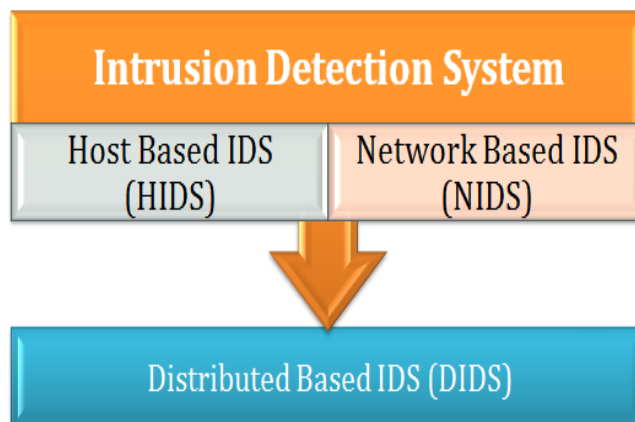 Intrusion Detection System
Host Based IDS
(HIDS)
Network Based IDS
(NIDS)
Distributed Based IDS (DIDS)